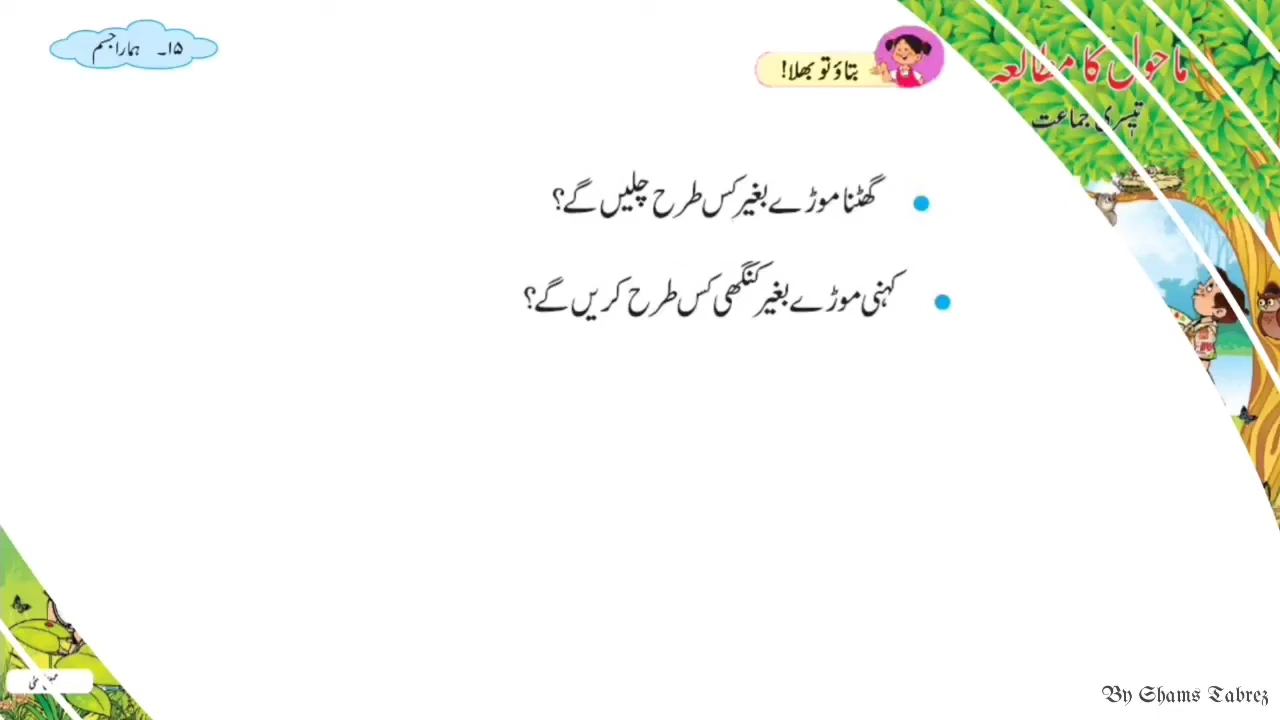 ماحول کا مطالعہ
تیسری جماعت
۱۵۔ ہمارا جسم
بتاؤ تو بھلا!
گھٹنا موڑے بغیر کس طرح چلیں گے؟
کہنی موڑے بغیر کنگھی کس طرح کریں گے؟
By Shams Tabrez